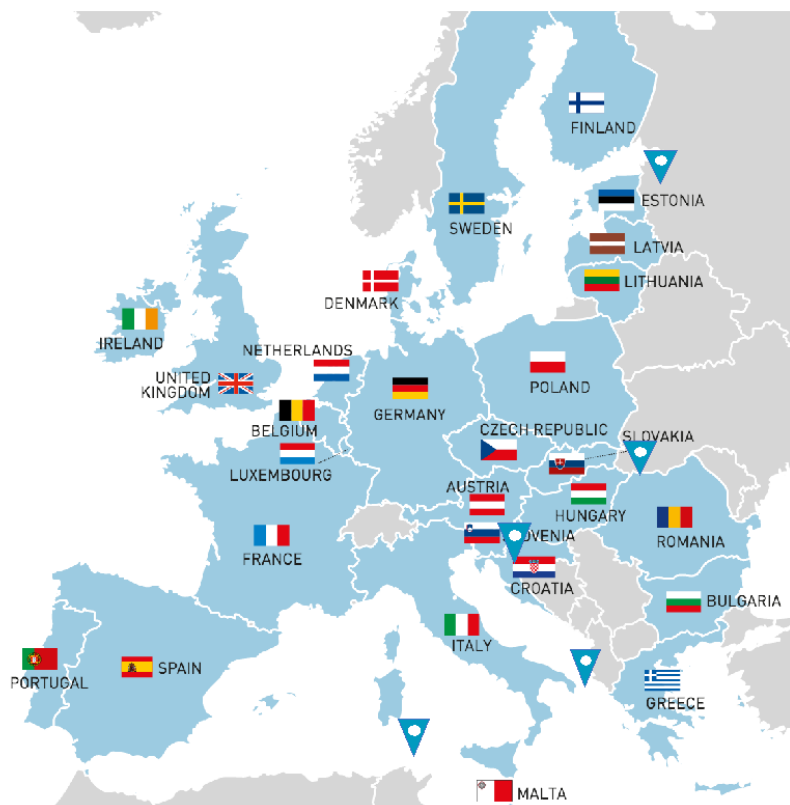 FINLAND
ESTONIA
SWEDEN
LATVIA
LITHUANIA
DENMARK
IRELAND
NETHERLANDS
UNITED
KINGDOM
POLAND
GERMANY
BELGIUM
CZECH REPUBLIC
SLOVAKIA
LUXEMBOURG
AUSTRIA
HUNGARY
SLOVENIA
ROMANIA
FRANCE
CROATIA
BULGARIA
ITALY
SPAIN
PORTUGAL
GREECE
MALTA